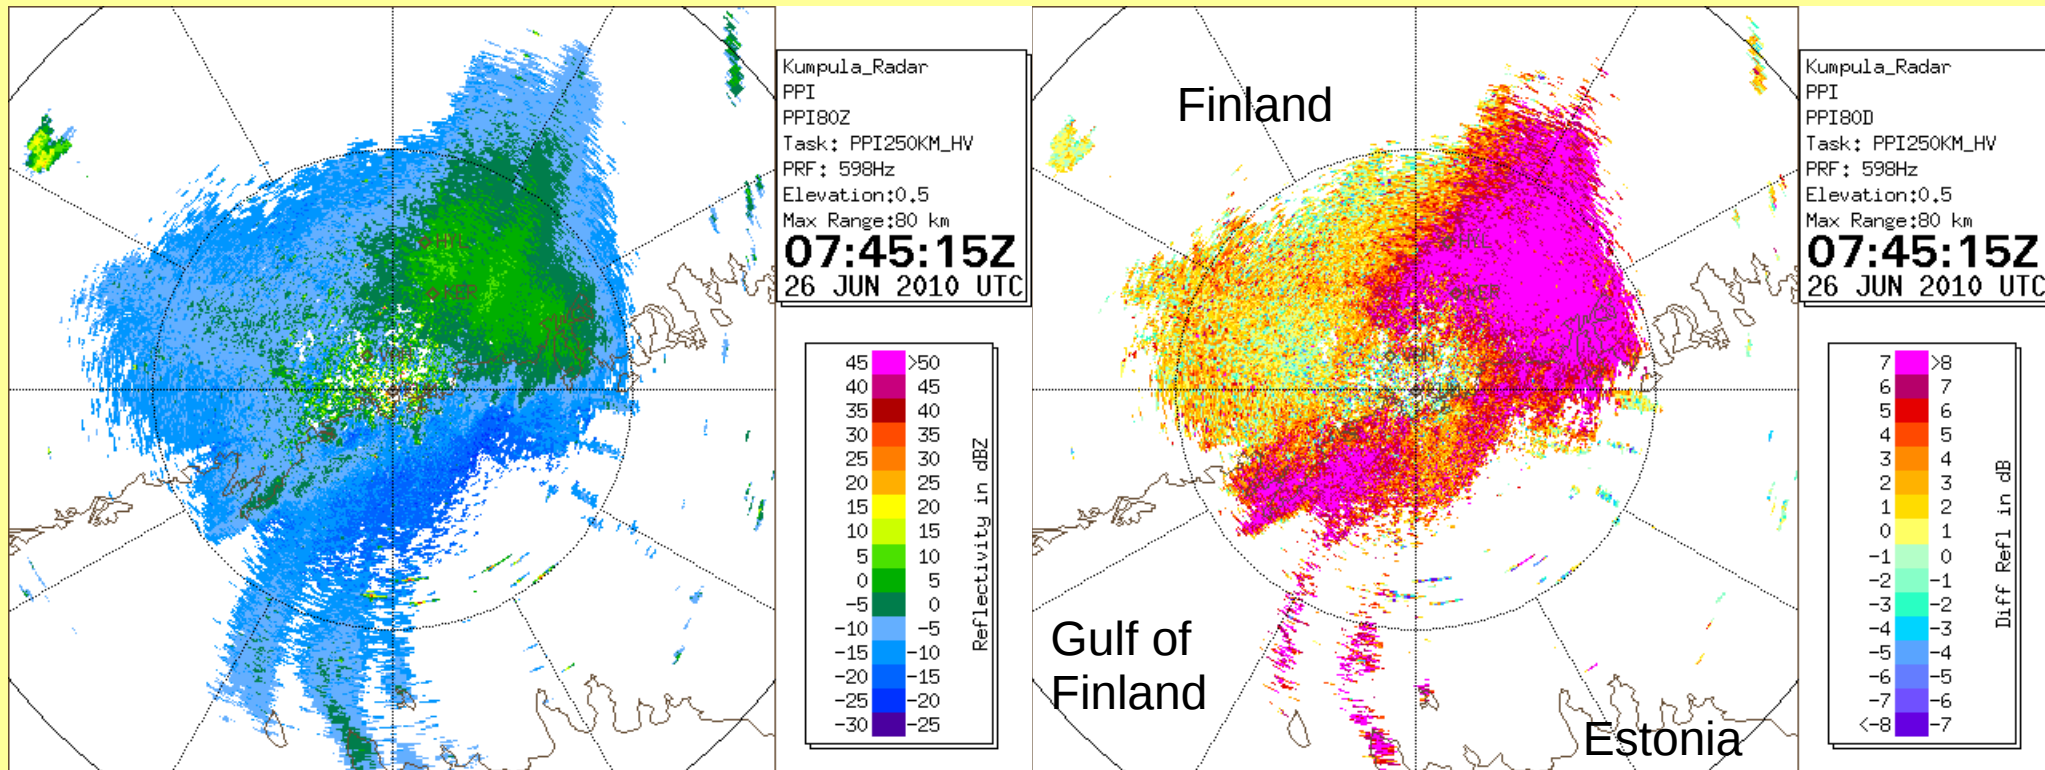 Kumpula_Radar
PPI
PPI80Z
Task: PPI250KM_HV
PRF: 598Hz
Elevation:0.5
Max Range:80 km
07:45:15Z
26 JUN 2010 UTC
HYL
KER
45 >50
40 45
35 40
30 35
25 30
20 25
15 20
10 15
5 10
0 5
-5 0
-10 -5
-15 -10
-20 -15
-25 -20
-30 -25
Reflectivity in dBZ
Finland
Gulf of
Finland
Estonia
HYL
KER
Kumpula_Radar
PPI
PPI80D
Task: PPI250KM_HV
PRF: 598Hz
Elevation:0.5
Max Range:80 km
07:45:15Z
26 JUN 2010 UTC
7 >8
6 7
5 6
4 5
3 4
2 3
1 2
0 1
-1 0
-2 -1
-3 -2
-4 -3
-5 -4
-6 -5
-7 -6
<-8 -7
Diff Refl in dB